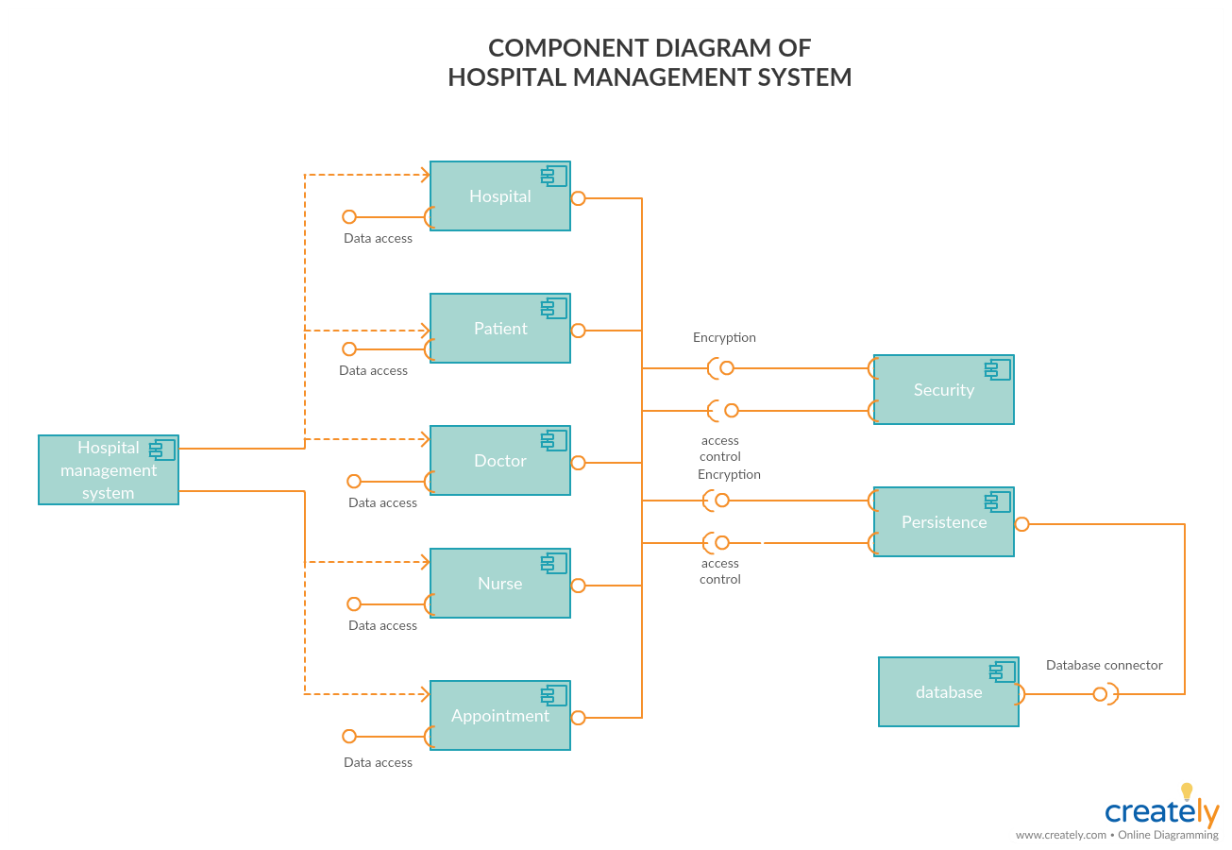 COMPONENT DIAGRAM OF
HOSPITAL MANAGEMENT SYSTEM
Hospital
Data access
Patient
Data access
Encryption
Security
access
control
Hospital
management
system
Doctor
Data access
Encryption
Persistence
access
control
Nurse
Data access
Database connector
database
Appointment
Data access
creately
www.creately.com • Online Diagramming